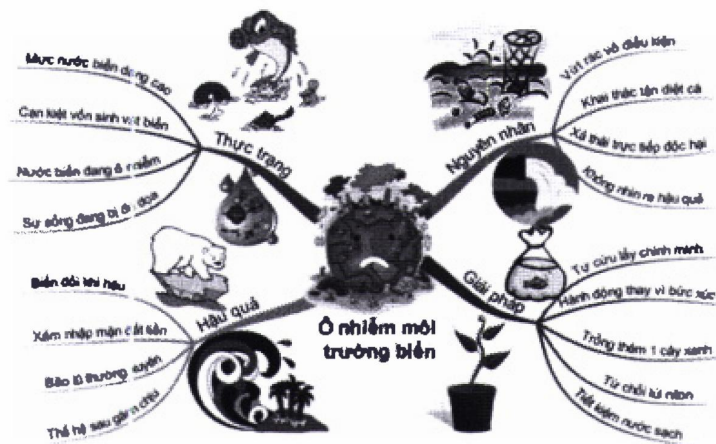 Ô nhiễm môi
trường biển
Thực trạng
Mực nước biển dâng cao
Cạn kiệt vốn sinh vật biển
Nước biển đang ô nhiễm
Sự sống đang bị đe dọa
Nguyên nhân
Vứt rác vô điều kiện
Khai thác tận diệt cá
Xả thải trực tiếp độc hại
Không nhìn ra hậu quả
Hậu quả
Biến đổi khí hậu
Xâm nhập mặn đất liền
Bão lũ thường xuyên
Thế hệ sau gánh chịu
Giải pháp
Tự cứu lấy chính mình
Hành động thay vì bức xúc
Trồng thêm 1 cây xanh
Từ chối túi nilon
Tiết kiệm nước sạch